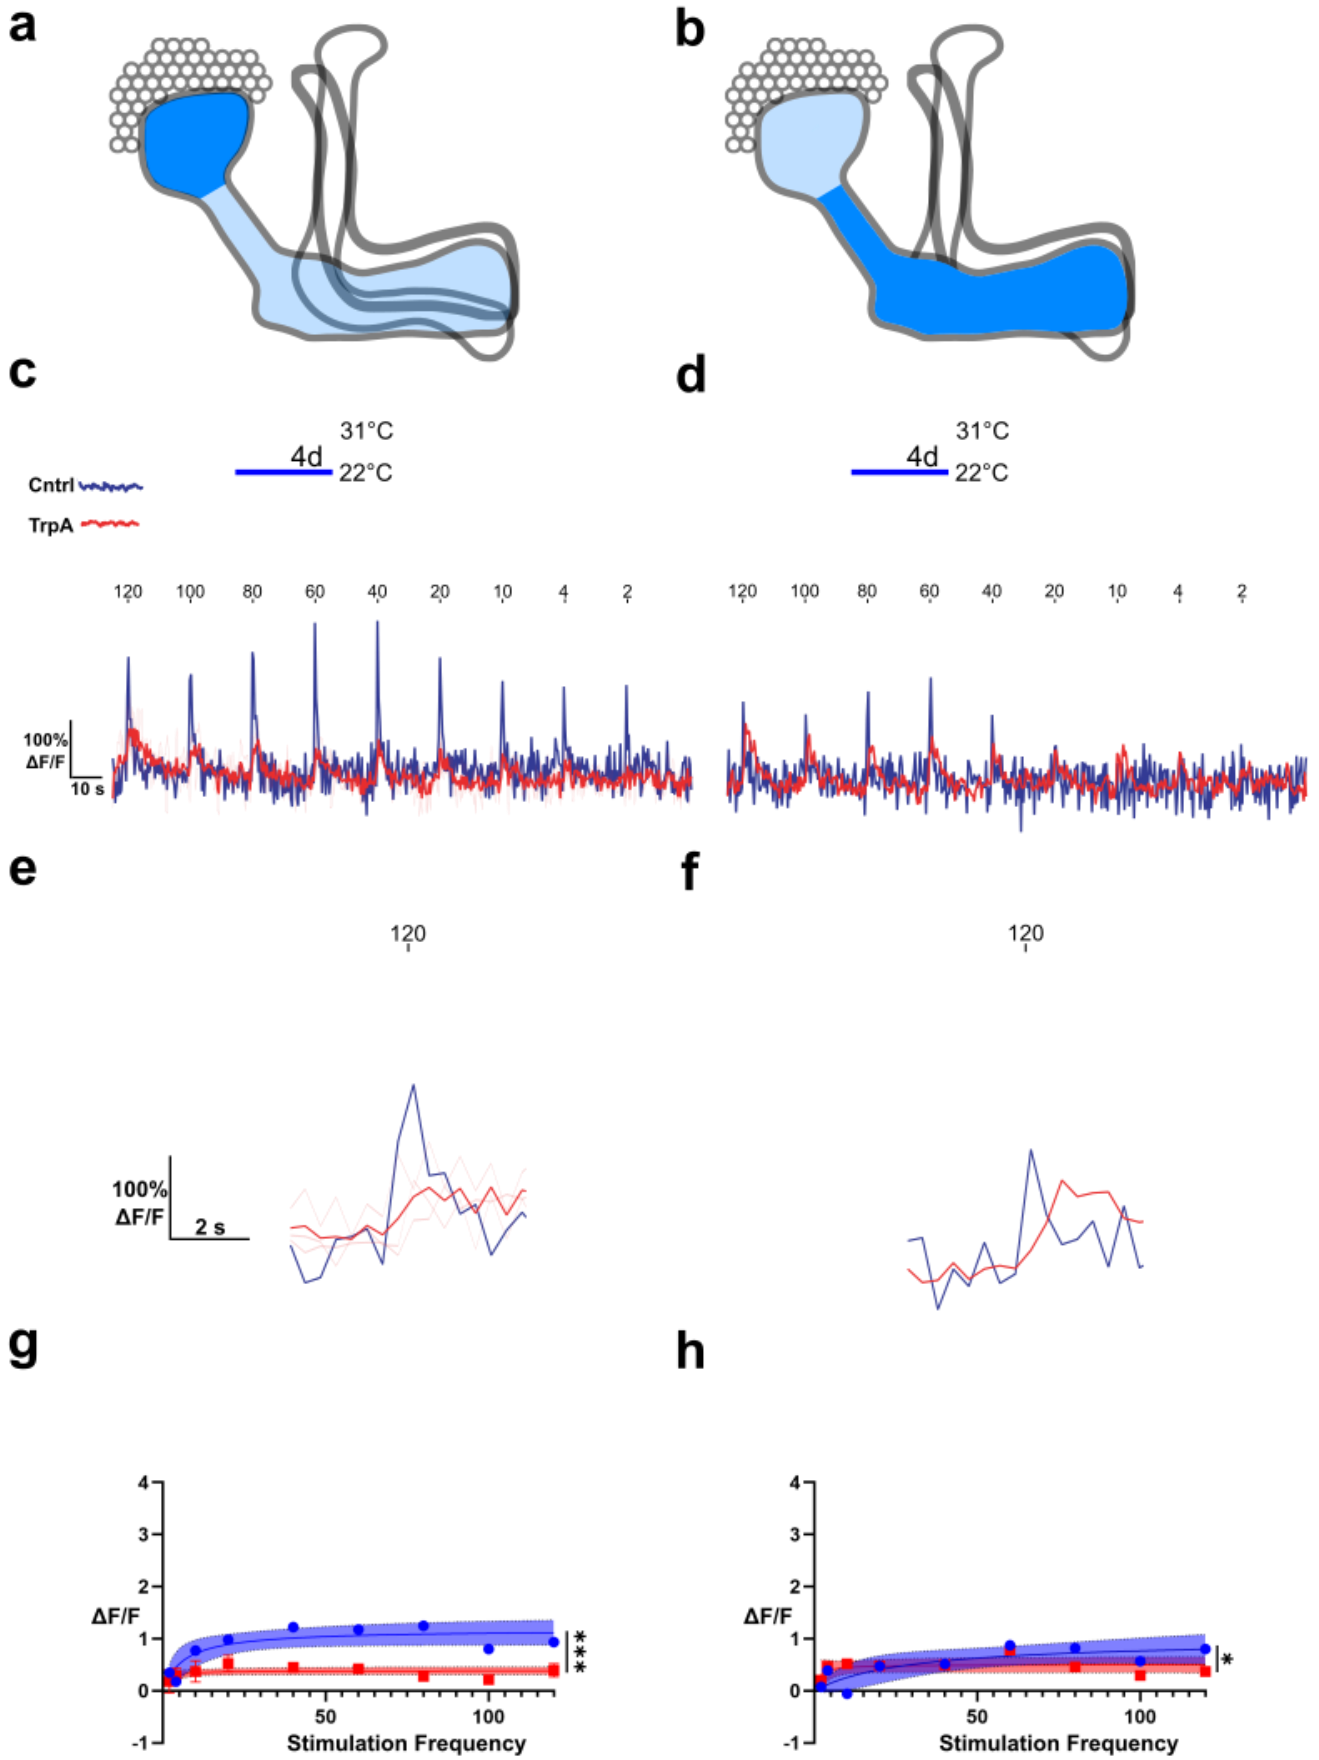 a
b
c
d
31°C
4d
22°C
31°C
4d
22°C
Cntrl
TrpA
120 100 80 60 40 20 10 4 2
120 100 80 60 40 20 10 4 2
100%
ΔF/F
10 s
e
f
120
120
100%
ΔF/F
2 s
g
h
4
3
2
ΔF/F
1
0
-1
50
100
Stimulation Frequency
***
4
3
2
ΔF/F
1
0
-1
50
100
Stimulation Frequency
*